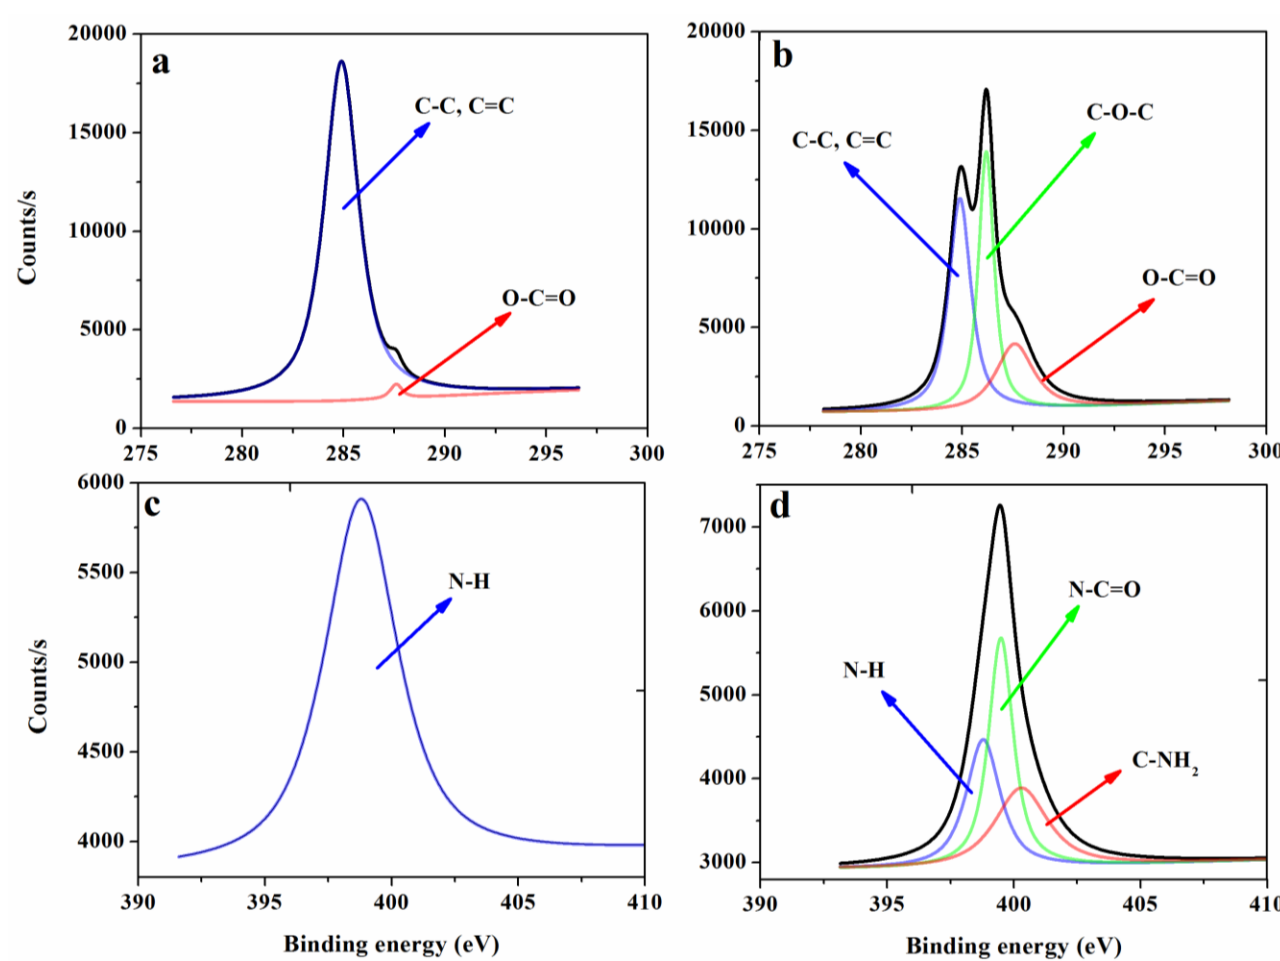 a
20000
15000
10000
5000
0
Counts/s
C-C, C=C
O-C=O
275 280 285 290 295 300
b
20000
15000
10000
5000
0
C-C, C=C
C-O-C
O-C=O
275 280 285 290 295 300
c
6000
5500
5000
4500
4000
Counts/s
N-H
390 395 400 405 410
Binding energy (eV)
d
7000
6000
5000
4000
3000
N-H
N-C=O
C-NH₂
390 395 400 405 410
Binding energy (eV)